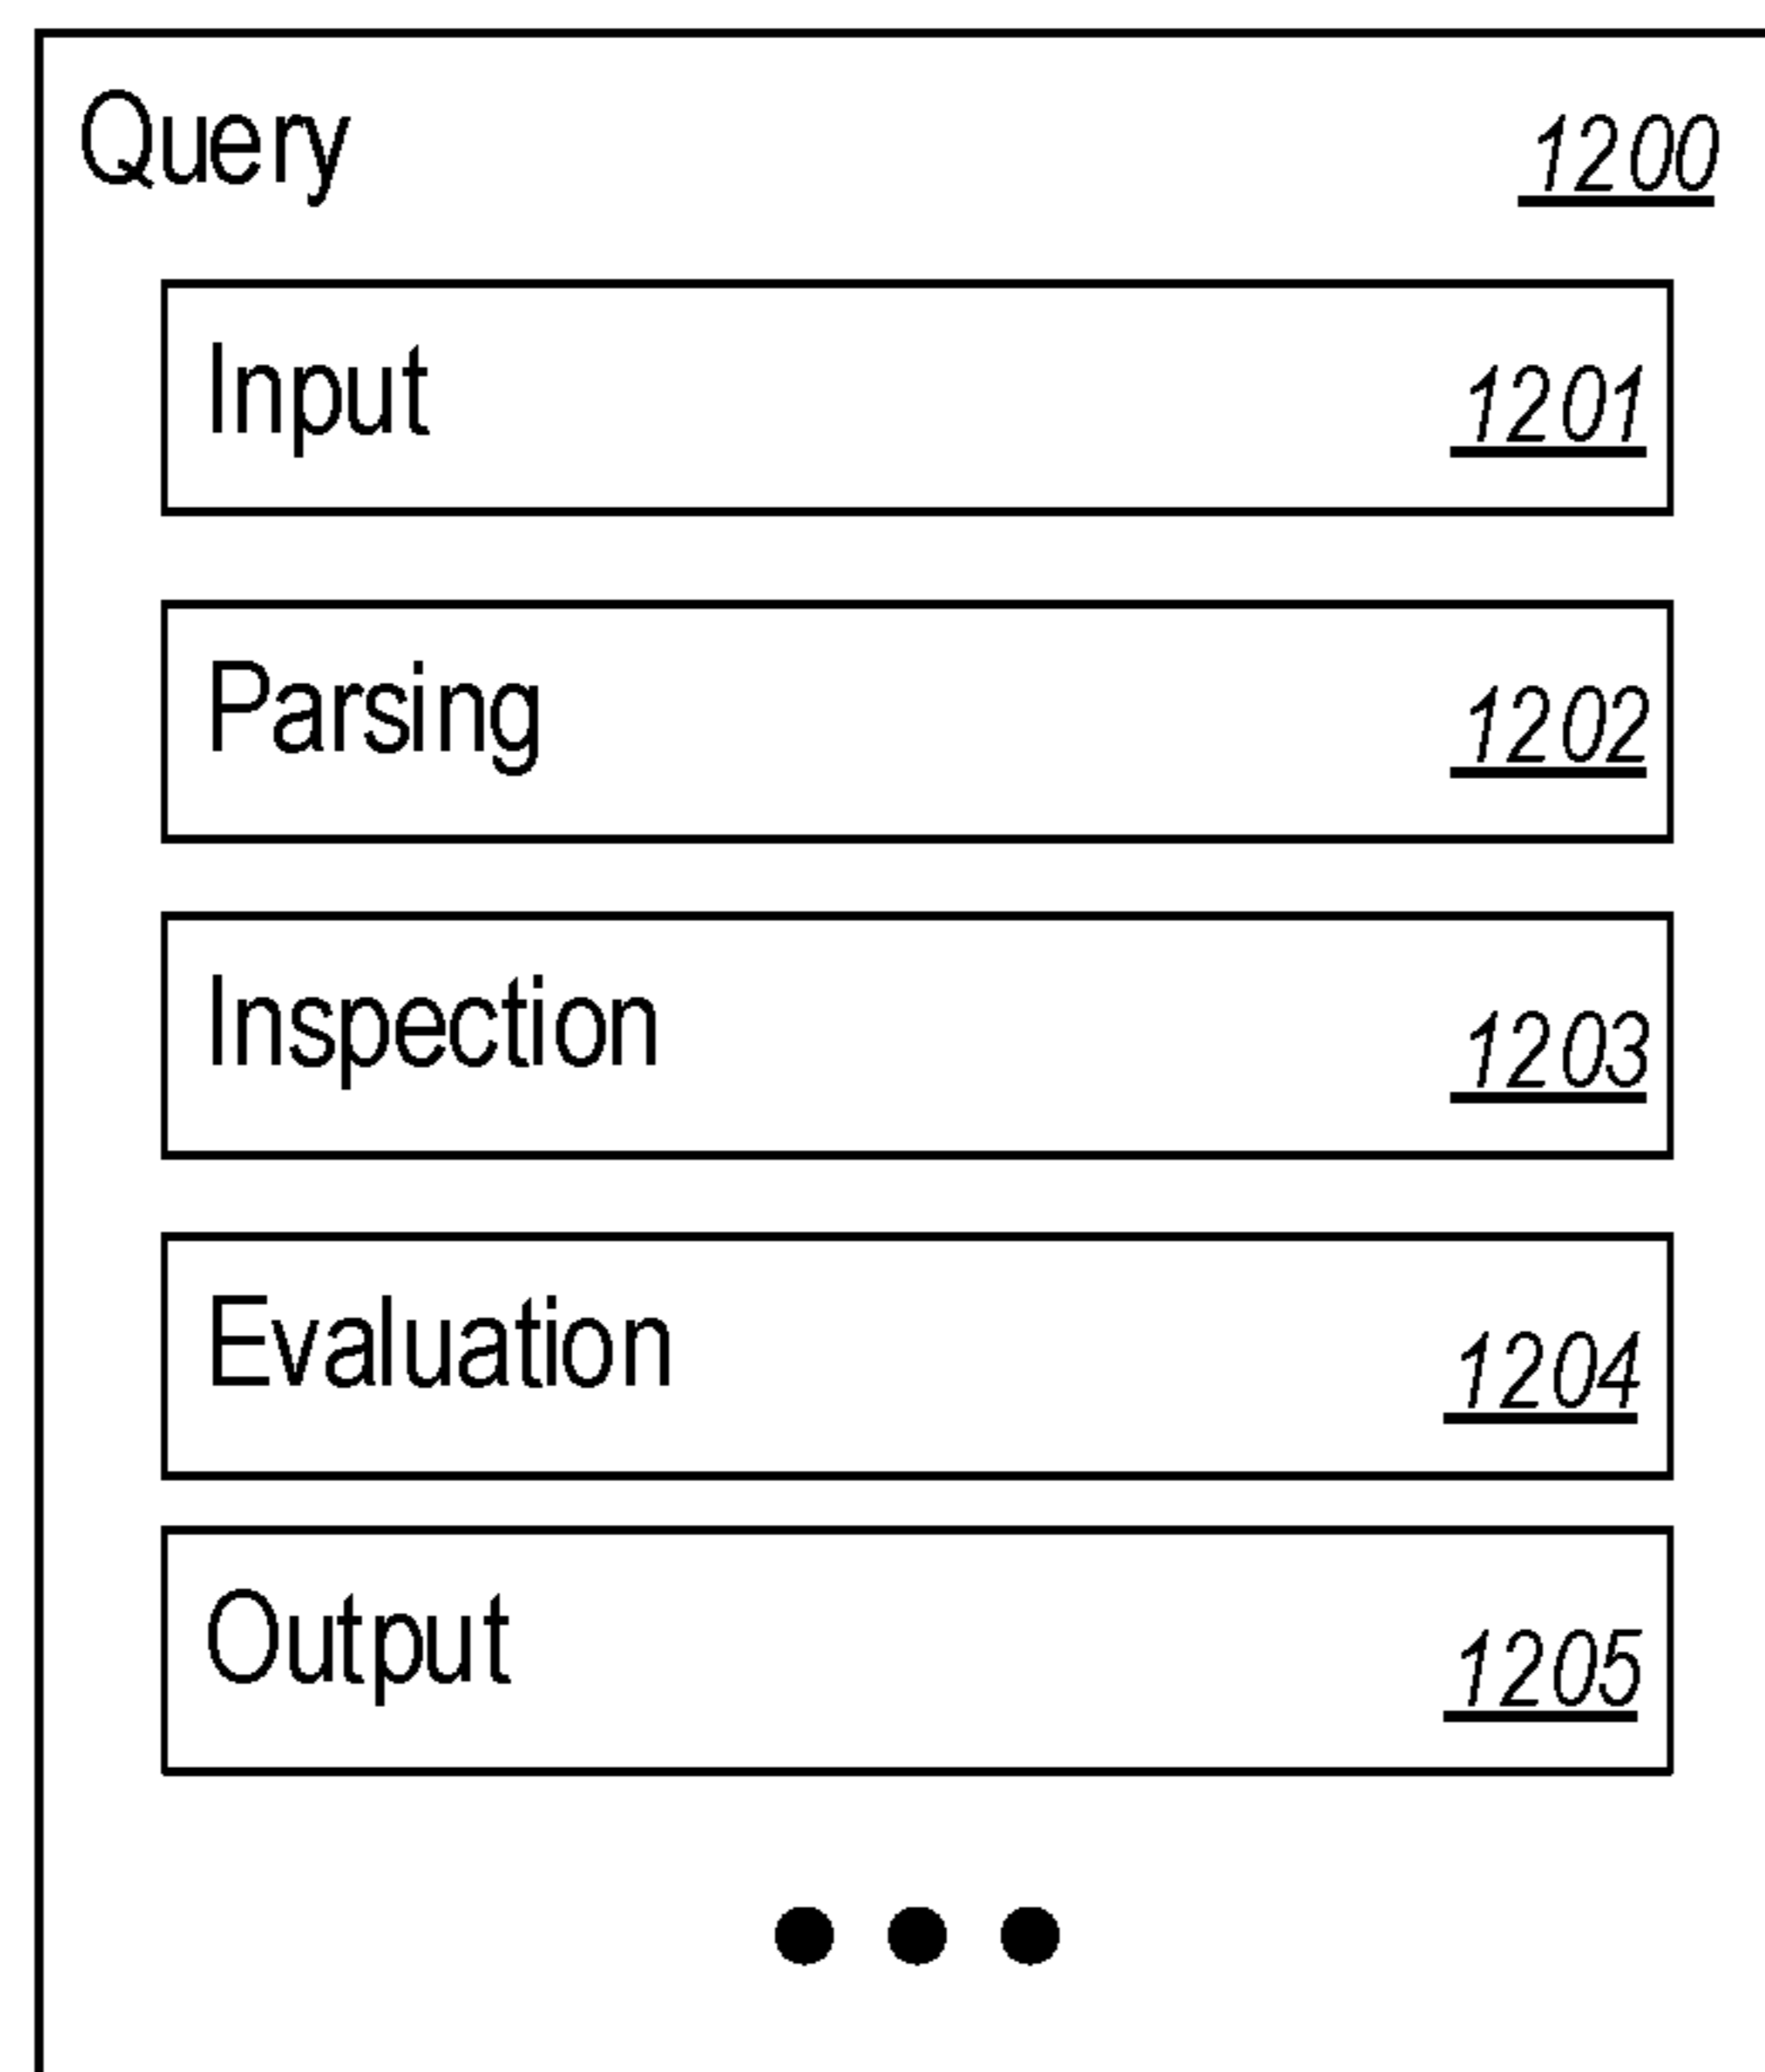 Query 1200
Input 1201
Parsing 1202
Inspection 1203
Evaluation 1204
Output 1205